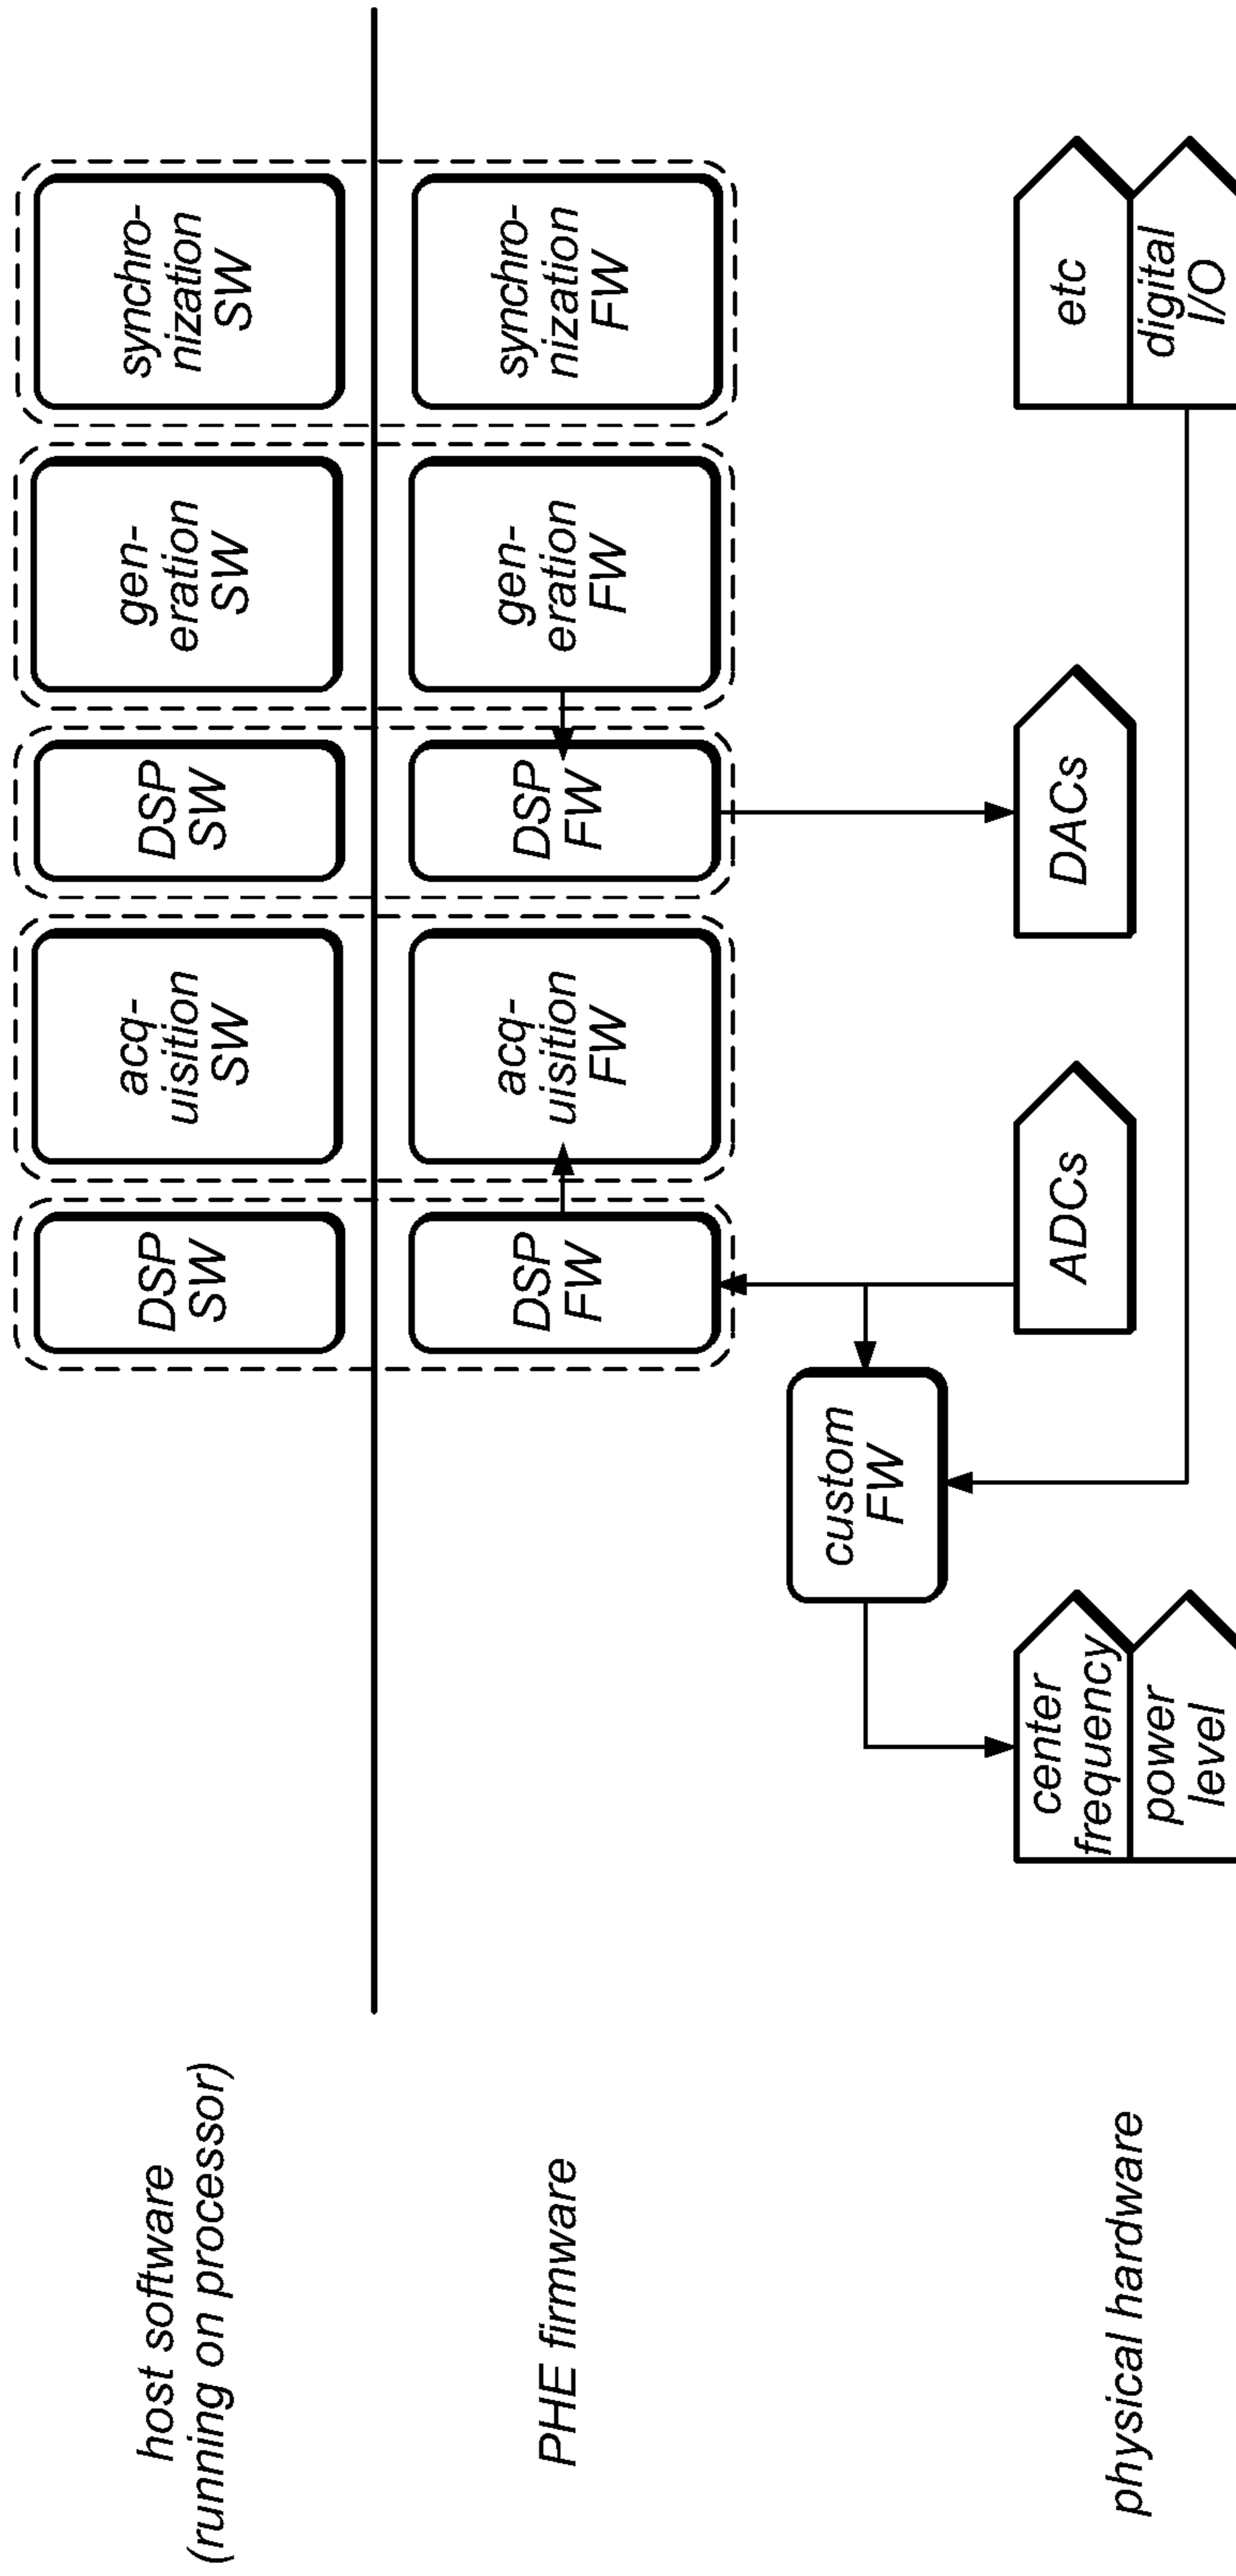 host software
(running on processor)
DSP
SW
acq-
uisition
SW
DSP
SW
gen-
eration
SW
synchro-
nization
SW
PHE firmware
DSP
FW
acq-
uisition
FW
DSP
FW
gen-
eration
FW
synchro-
nization
FW
custom
FW
physical hardware
center
frequency
power
level
ADCs
DACs
etc
digital
I/O